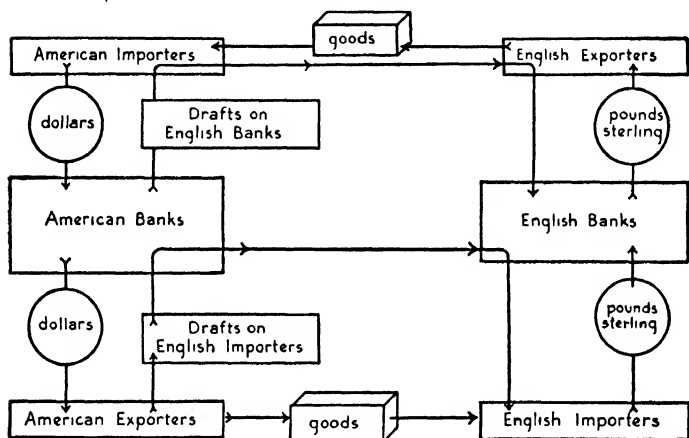 goods
American Importers
English Exporters
dollars
Drafts on
English Banks
pounds
sterling
American Banks
English Banks
dollars
Drafts on
English Importers
pounds
sterling
American Exporters
goods
English Importers